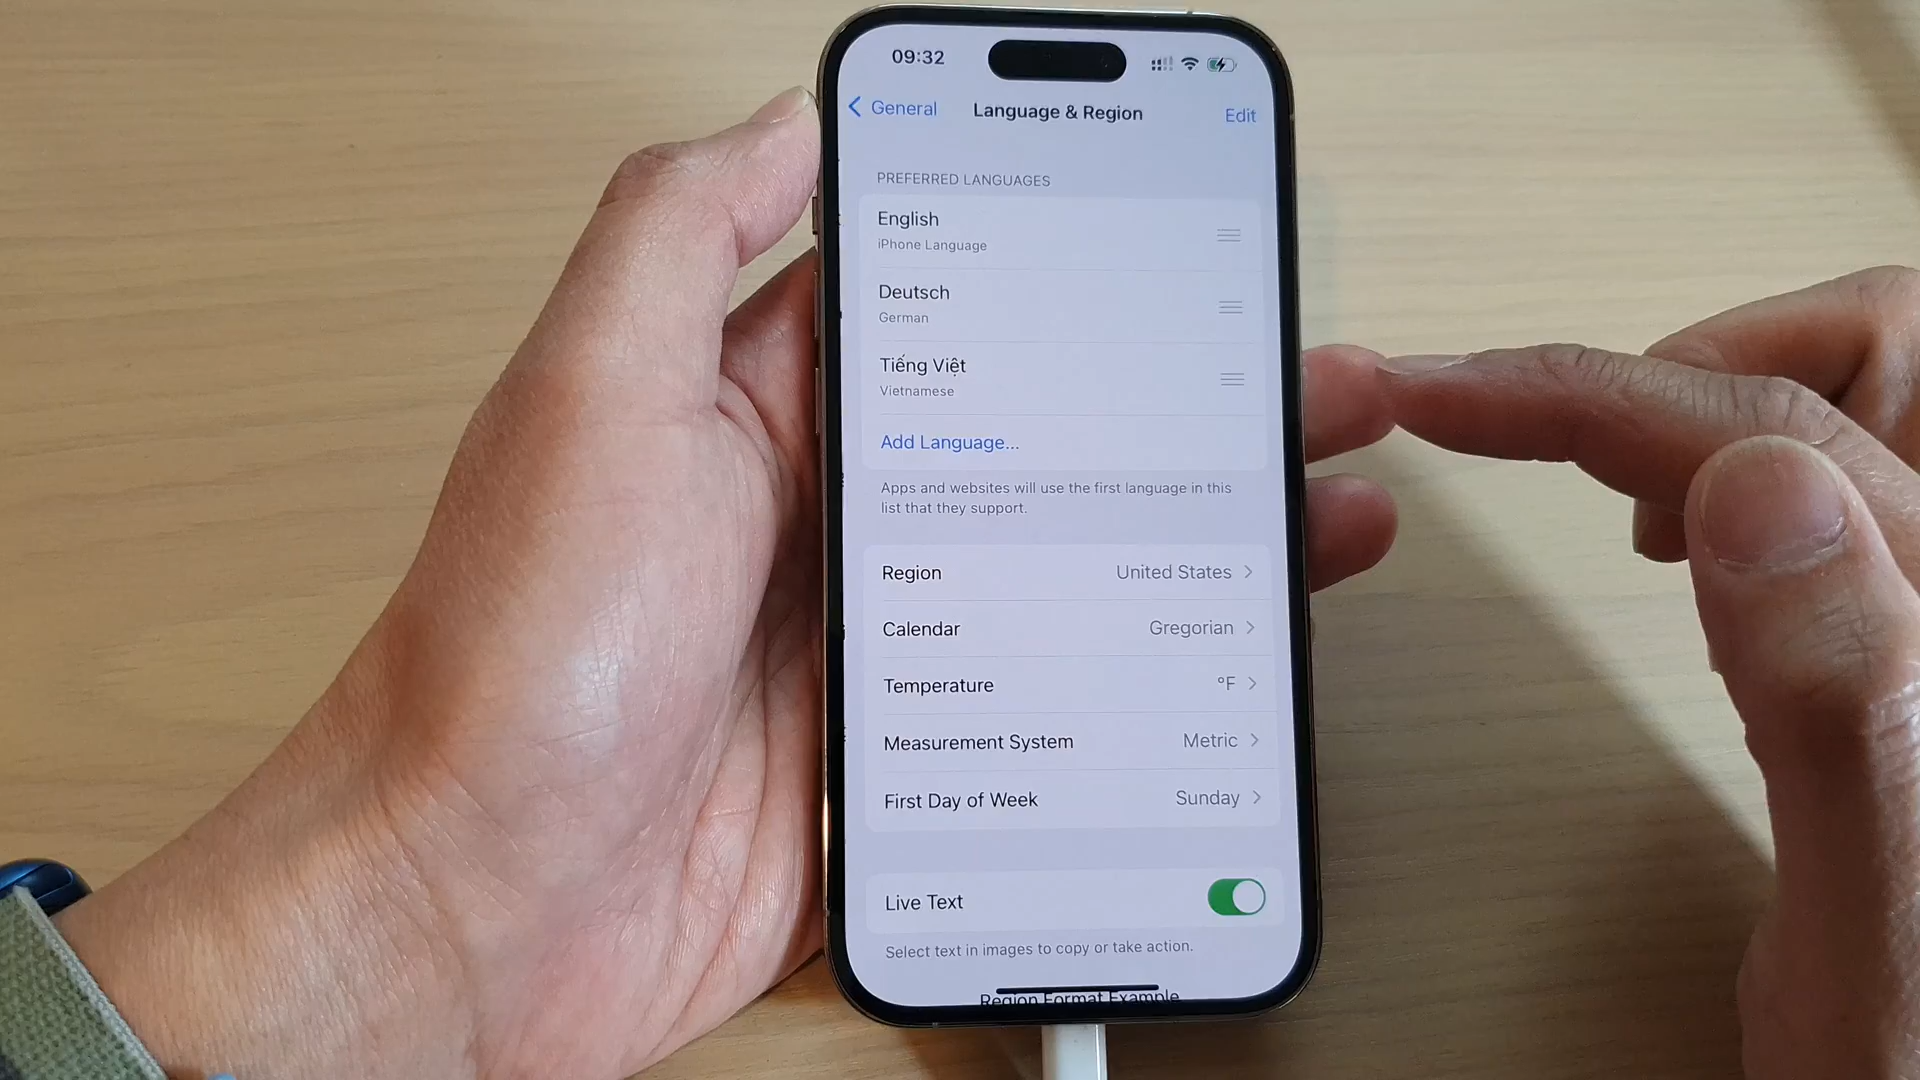 09:32
General
Language & Region
Edit
PREFERRED LANGUAGES
English
iPhone Language
Deutsch
German
Tiếng Việt
Vietnamese
Add Language...
Apps and websites will use the first language in this
list that they support.
Region United States
Calendar Gregorian
Temperature °F
Measurement System Metric
First Day of Week Sunday
Live Text
Select text in images to copy or take action.
Region Format Example